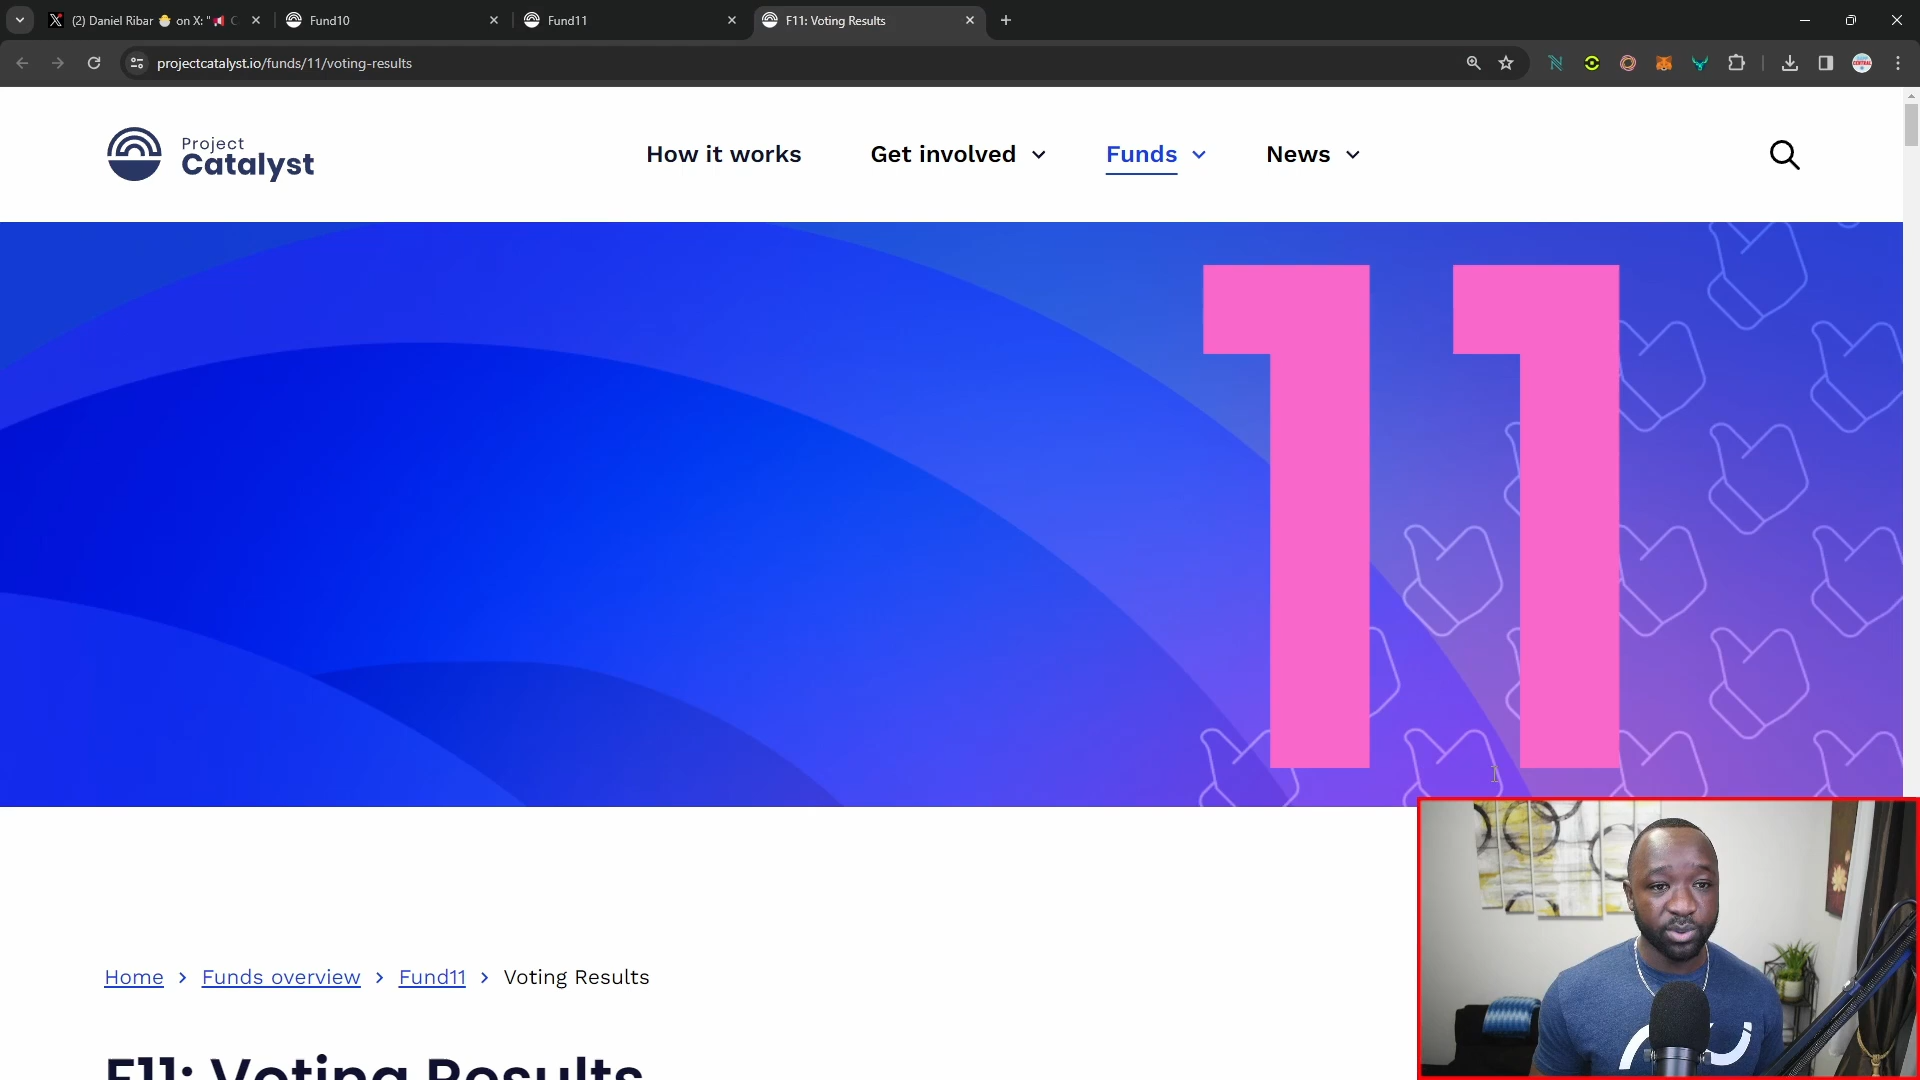 (2) Daniel Ribar 🐣 on X: "📢 C
Fund10
Fund11
F11: Voting Results
projectcatalyst.io/funds/11/voting-results
Project
Catalyst
How it works
Get involved
Funds
News
11
Home > Funds overview > Fund11 > Voting Results
F11: Voting Results